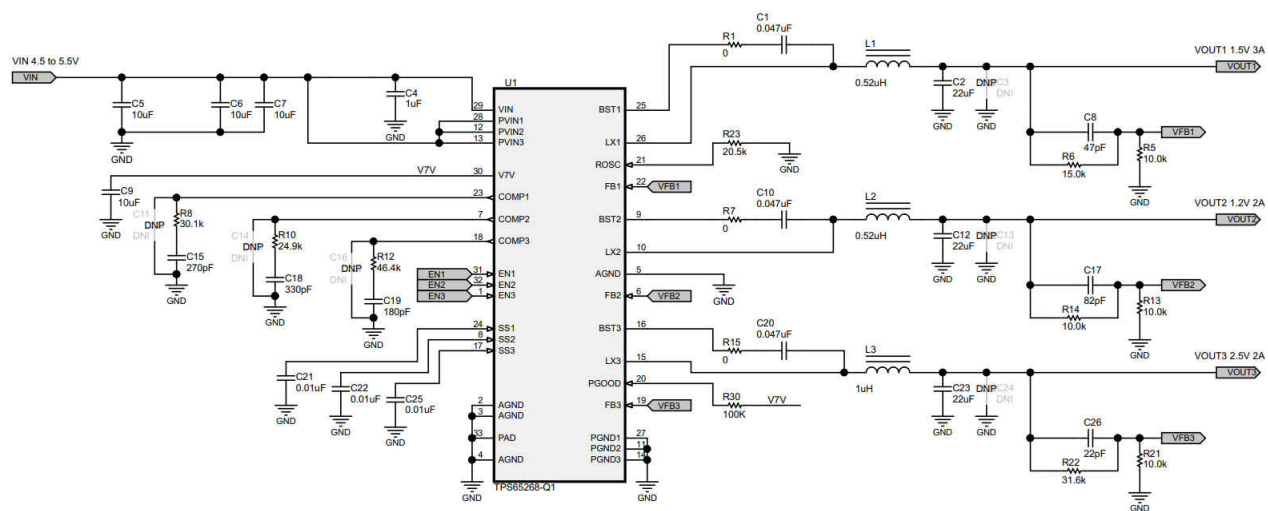 VIN 4.5 to 5.5V
VIN
C5
10uF
C6
10uF
C7
10uF
C4
1uF
GND
GND
V7V
C9
10uF
GND
C11
DNP
DNI
R8
30.1k
C15
270pF
GND
C14
DNP
DNI
R10
24.9k
C18
330pF
GND
C16
DNP
DNI
R12
46.4k
C19
180pF
GND
EN1
EN2
EN3
C21
0.01uF
GND
C22
0.01uF
GND
C25
0.01uF
GND
GND
U1
29 VIN
28 PVIN1
12 PVIN2
13 PVIN3
30 V7V
23 COMP1
7 COMP2
18 COMP3
31 EN1
32 EN2
1 EN3
24 SS1
8 SS2
17 SS3
2 AGND
3 AGND
33 PAD
4 AGND
BST1 25
LX1 26
ROSC 21
FB1 22
BST2 9
LX2 10
AGND 5
FB2 6
BST3 16
LX3 15
PGOOD 20
FB3 19
PGND1 27
PGND2 11
PGND3 14
TPS65268-Q1
GND
R1
0
C1
0.047uF
L1
0.52uH
C2
22uF
GND
C3
DNP
DNI
GND
VOUT1 1.5V 3A
VOUT1
C8
47pF
R6
15.0k
VFB1
R5
10.0k
GND
R23
20.5k
GND
VFB1
R7
0
C10
0.047uF
L2
0.52uH
C12
22uF
GND
C13
DNP
DNI
GND
VOUT2 1.2V 2A
VOUT2
C17
82pF
R14
10.0k
VFB2
R13
10.0k
GND
GND
VFB2
R15
0
C20
0.047uF
L3
1uH
C23
22uF
GND
C24
DNP
DNI
GND
VOUT3 2.5V 2A
VOUT3
R30
100K
V7V
VFB3
C26
22pF
R22
31.6k
VFB3
R21
10.0k
GND